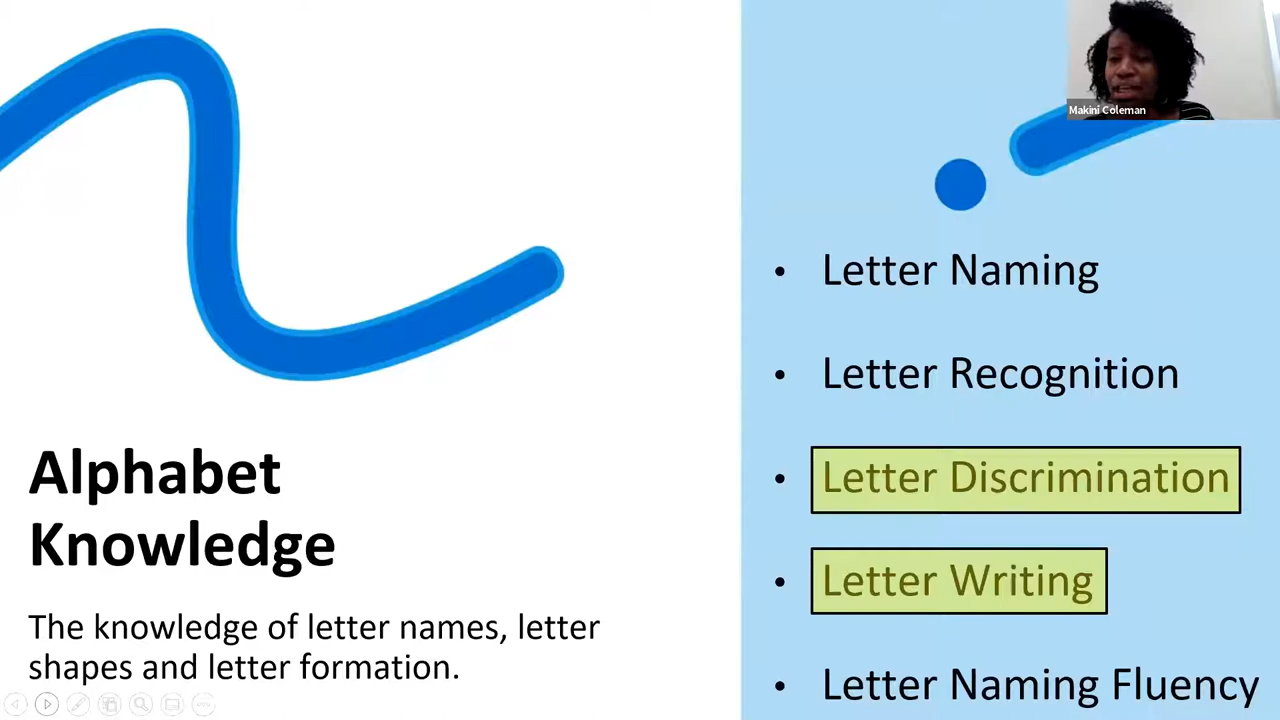 Makini Coleman
• Letter Naming
• Letter Recognition
• Letter Discrimination
• Letter Writing
• Letter Naming Fluency
Alphabet
Knowledge
The knowledge of letter names, letter
shapes and letter formation.